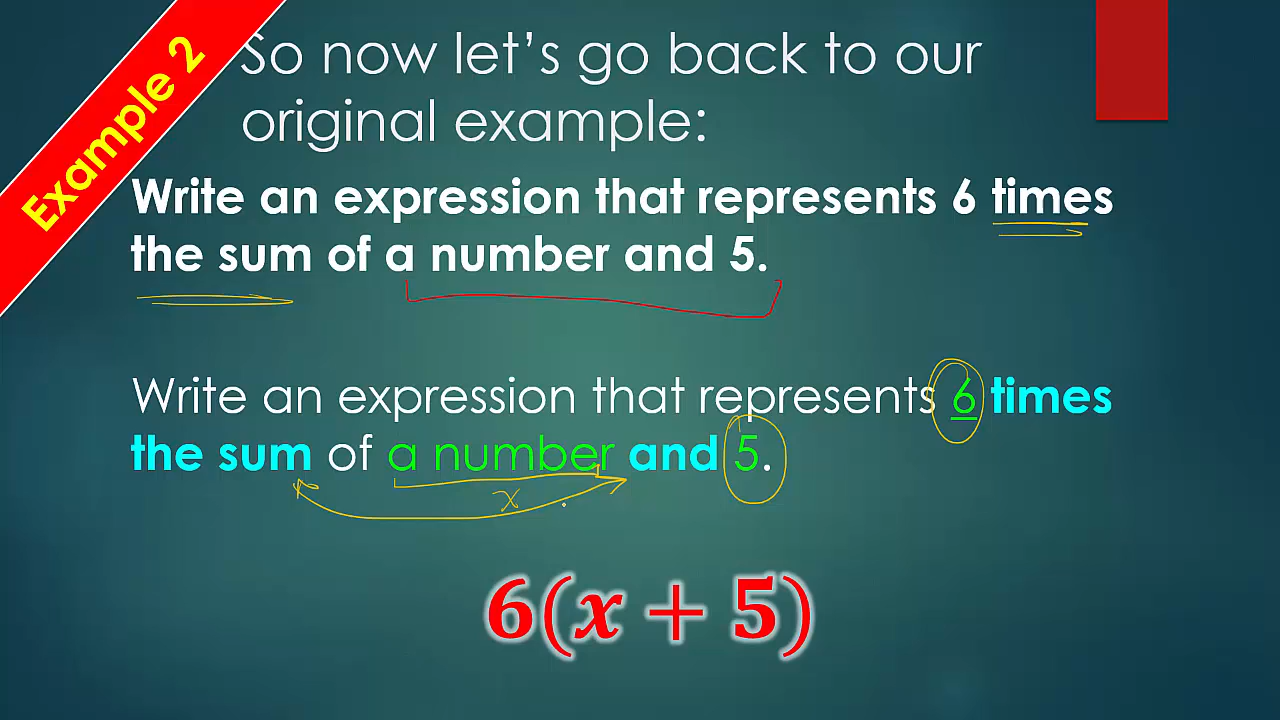 Example 2
So now let's go back to our
original example:
Write an expression that represents 6 times
the sum of a number and 5.
Write an expression that represents 6 times
the sum of a number and 5.
x
6(x + 5)